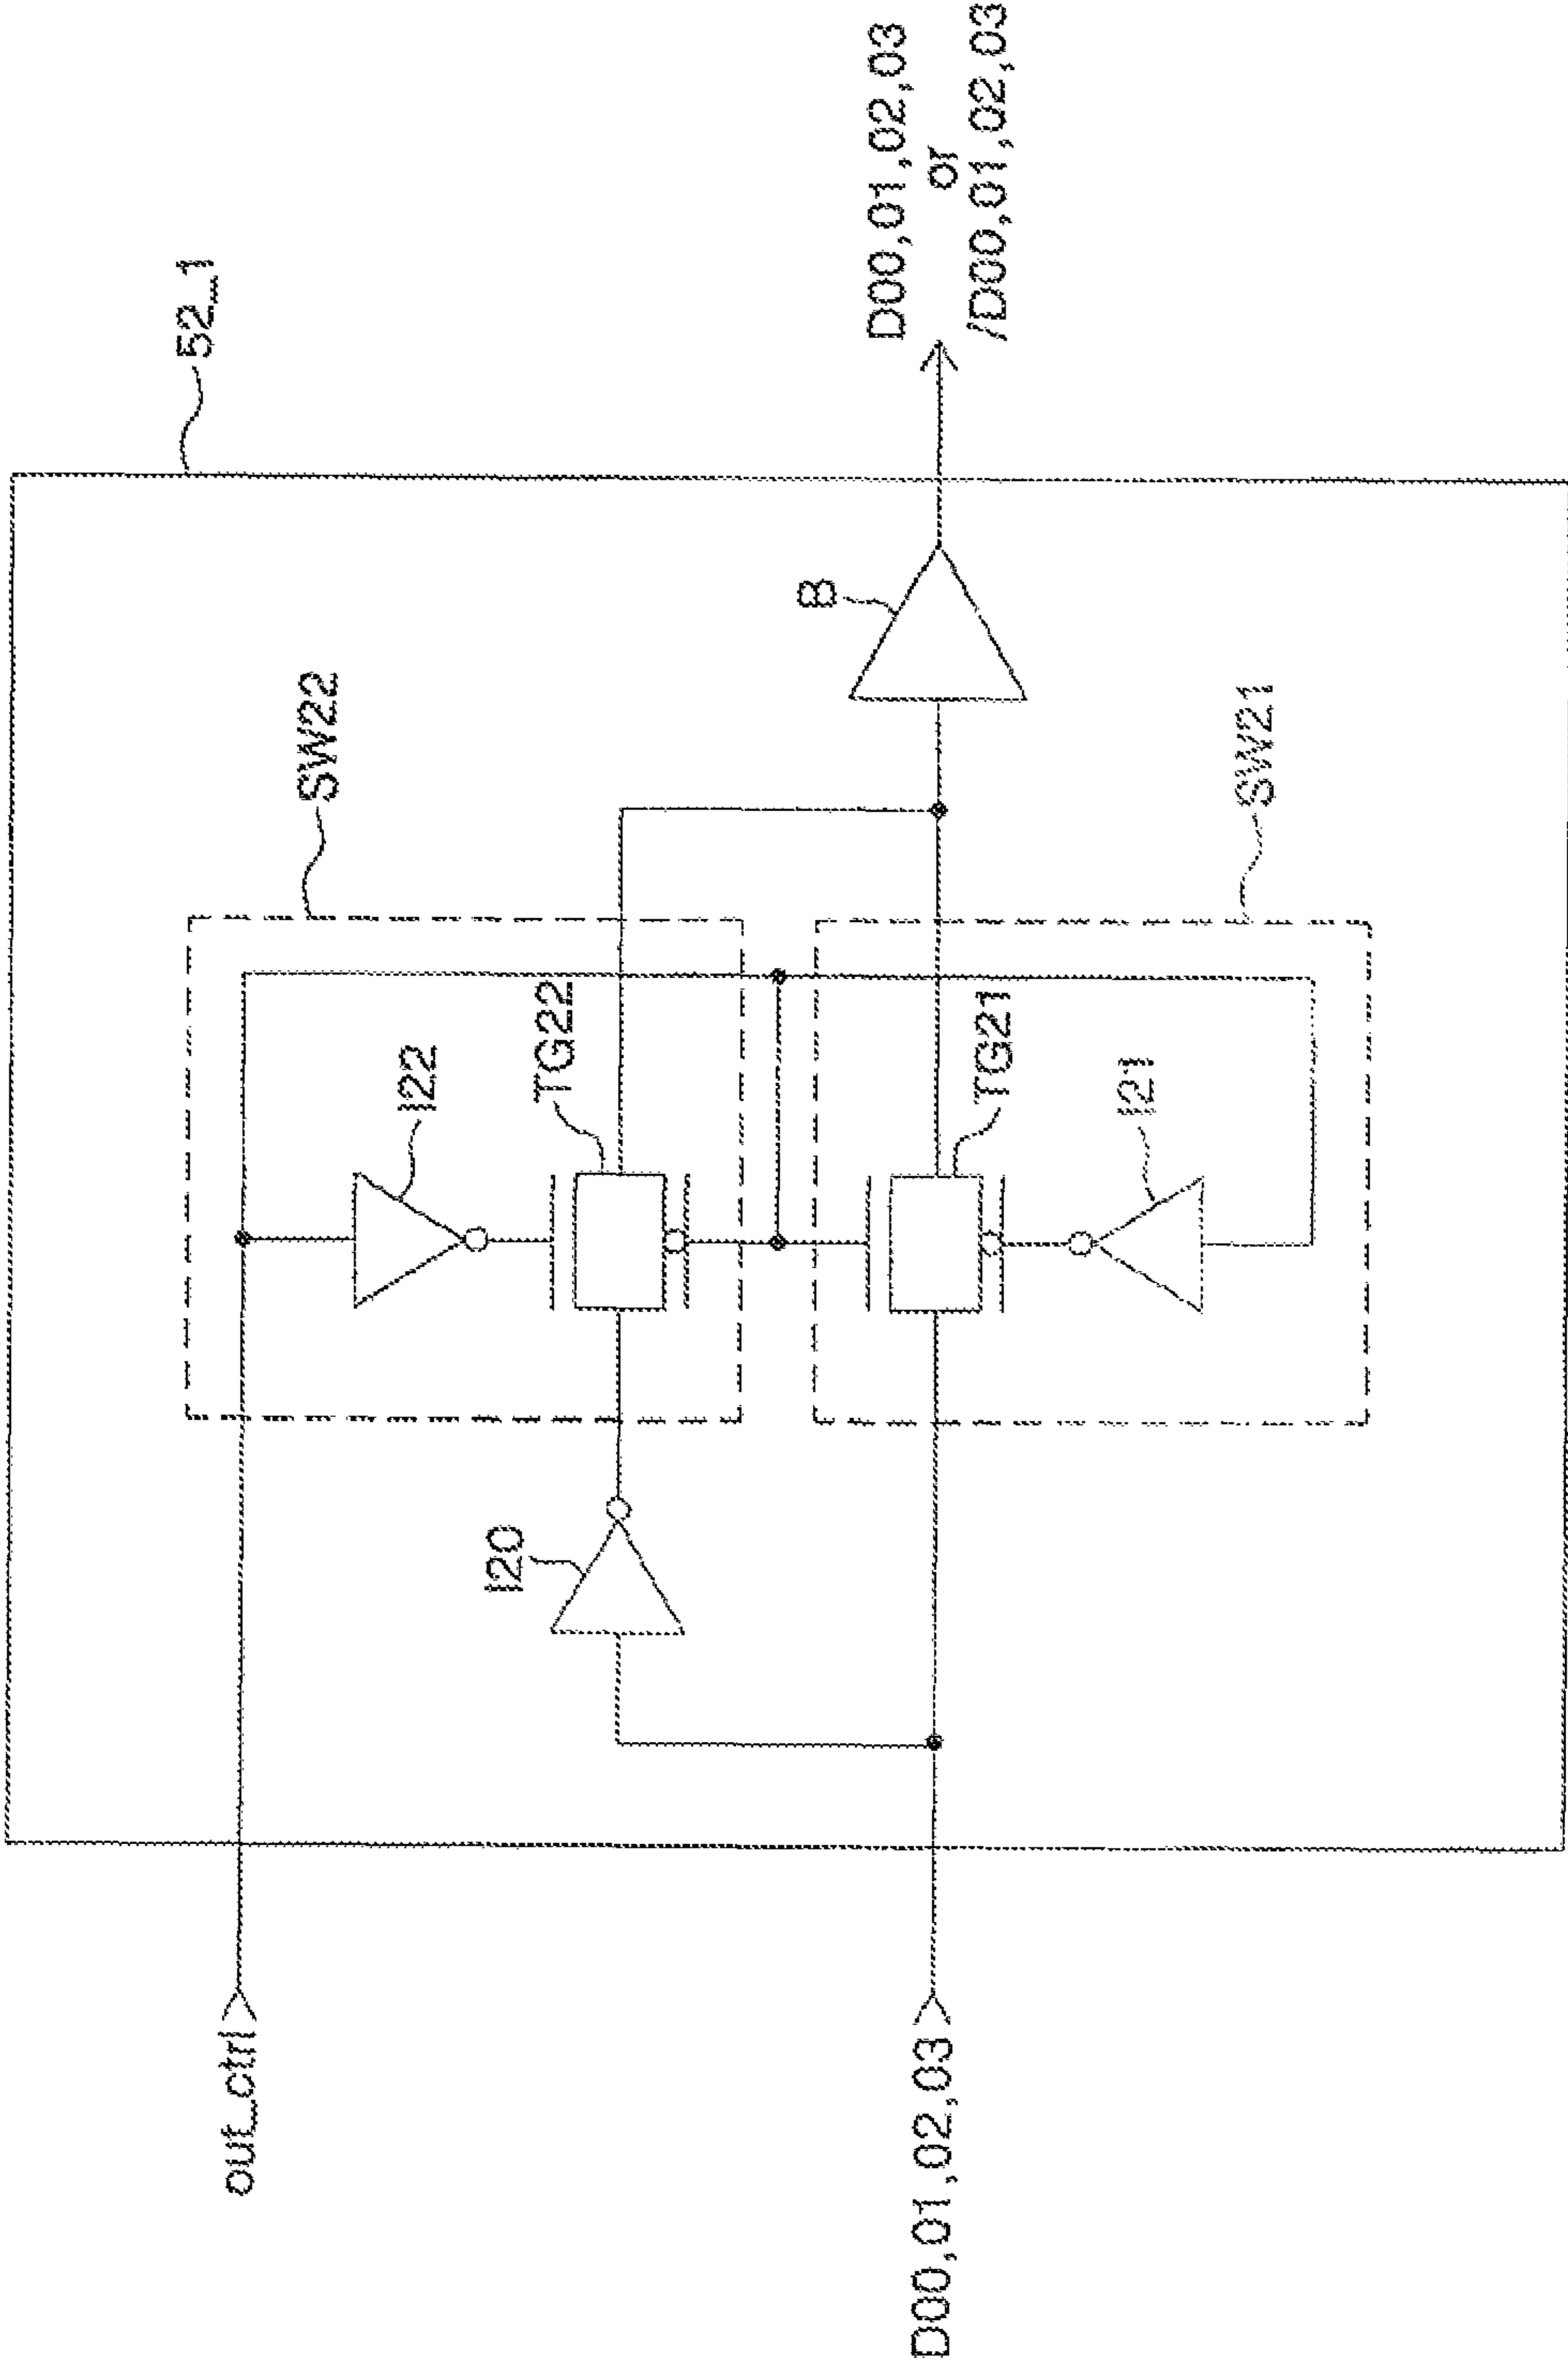 52_1
SW22
I22
TG22
I20
out_ctrl
B
D00,01,02,03
or
/D00,01,02,03
SW21
TG21
I21
D00,01,02,03